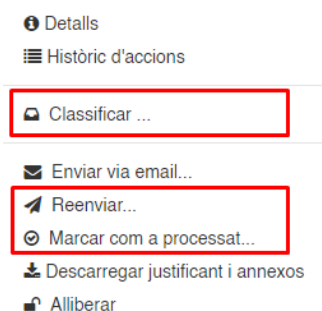 Detalls
Històric d'accions
Classificar ...
Enviar via email...
Reenviar...
Marcar com a processat...
Descarregar justificant i annexos
Alliberar